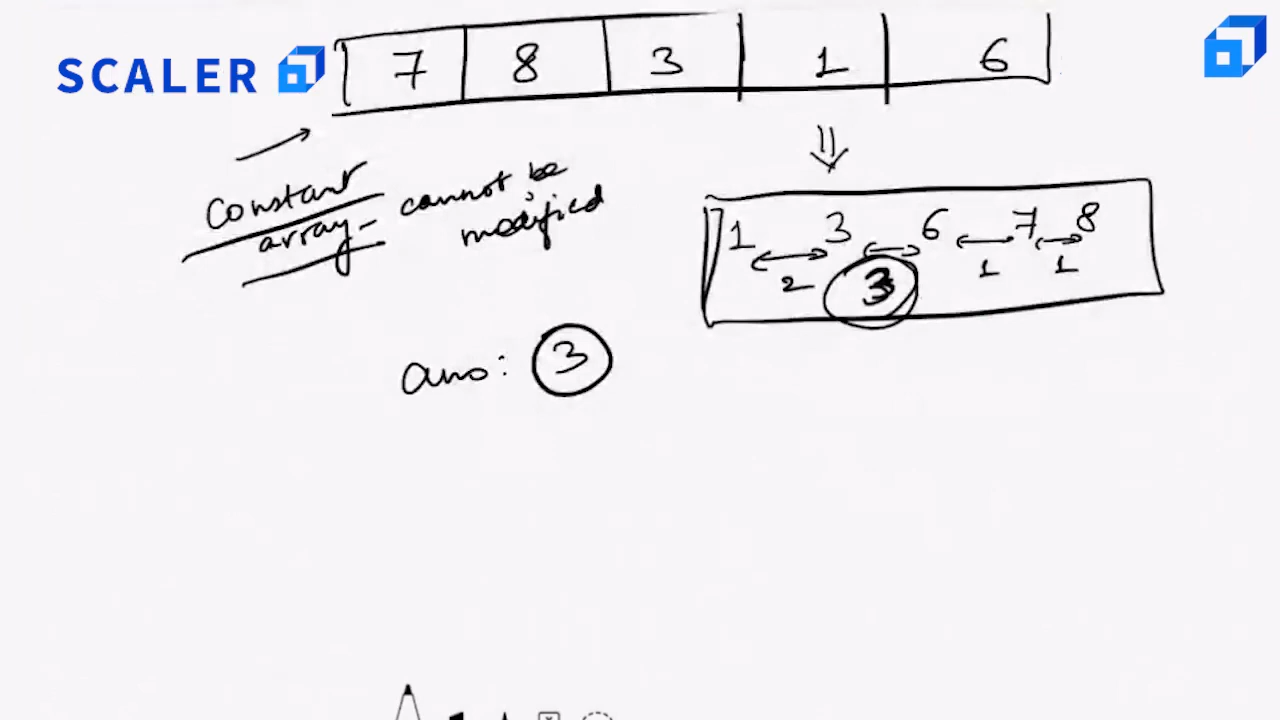 SCALER
7 8 3 1 6
Constant
array - cannot be
modified
1 3 6 7 8
2 3 1 1
ans: 3